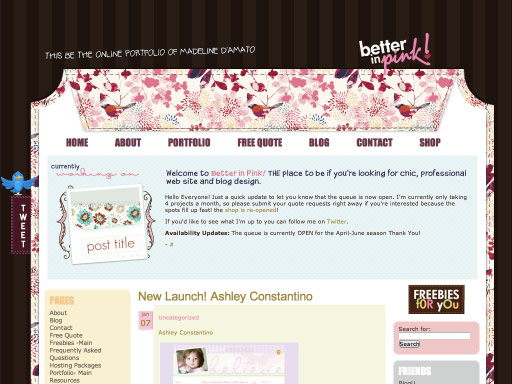 THIS BE THE ONLINE PORTFOLIO OF MADELINE D'AMATO
better
in pink!
HOME ABOUT PORTFOLIO FREE QUOTE BLOG CONTACT SHOP
currently
working on
post title
Welcome to Better in Pink! THE place to be if you're looking for chic, professional
web site and blog design.
Hello Everyone! Just a quick update to let you know that the queue is now open. I'm currently only taking
4 projects a month, so please submit your quote requests right away if you're interested because the
spots fill up fast! the shop is re-opened!
If you'd like to see what I'm up to you can follow me on Twitter.
Availability Updates: The queue is currently OPEN for the April-June season Thank You!
TWEET
PAGES
About
Blog
Contact
Free Quote
Freebies -Main
Frequently Asked
Questions
Hosting Packages
Portfolio- Main
Resources
New Launch! Ashley Constantino
07
Uncategorized
Ashley Constantino
FREEBIES
FOR YOU
Search for:
Search
FRIENDS